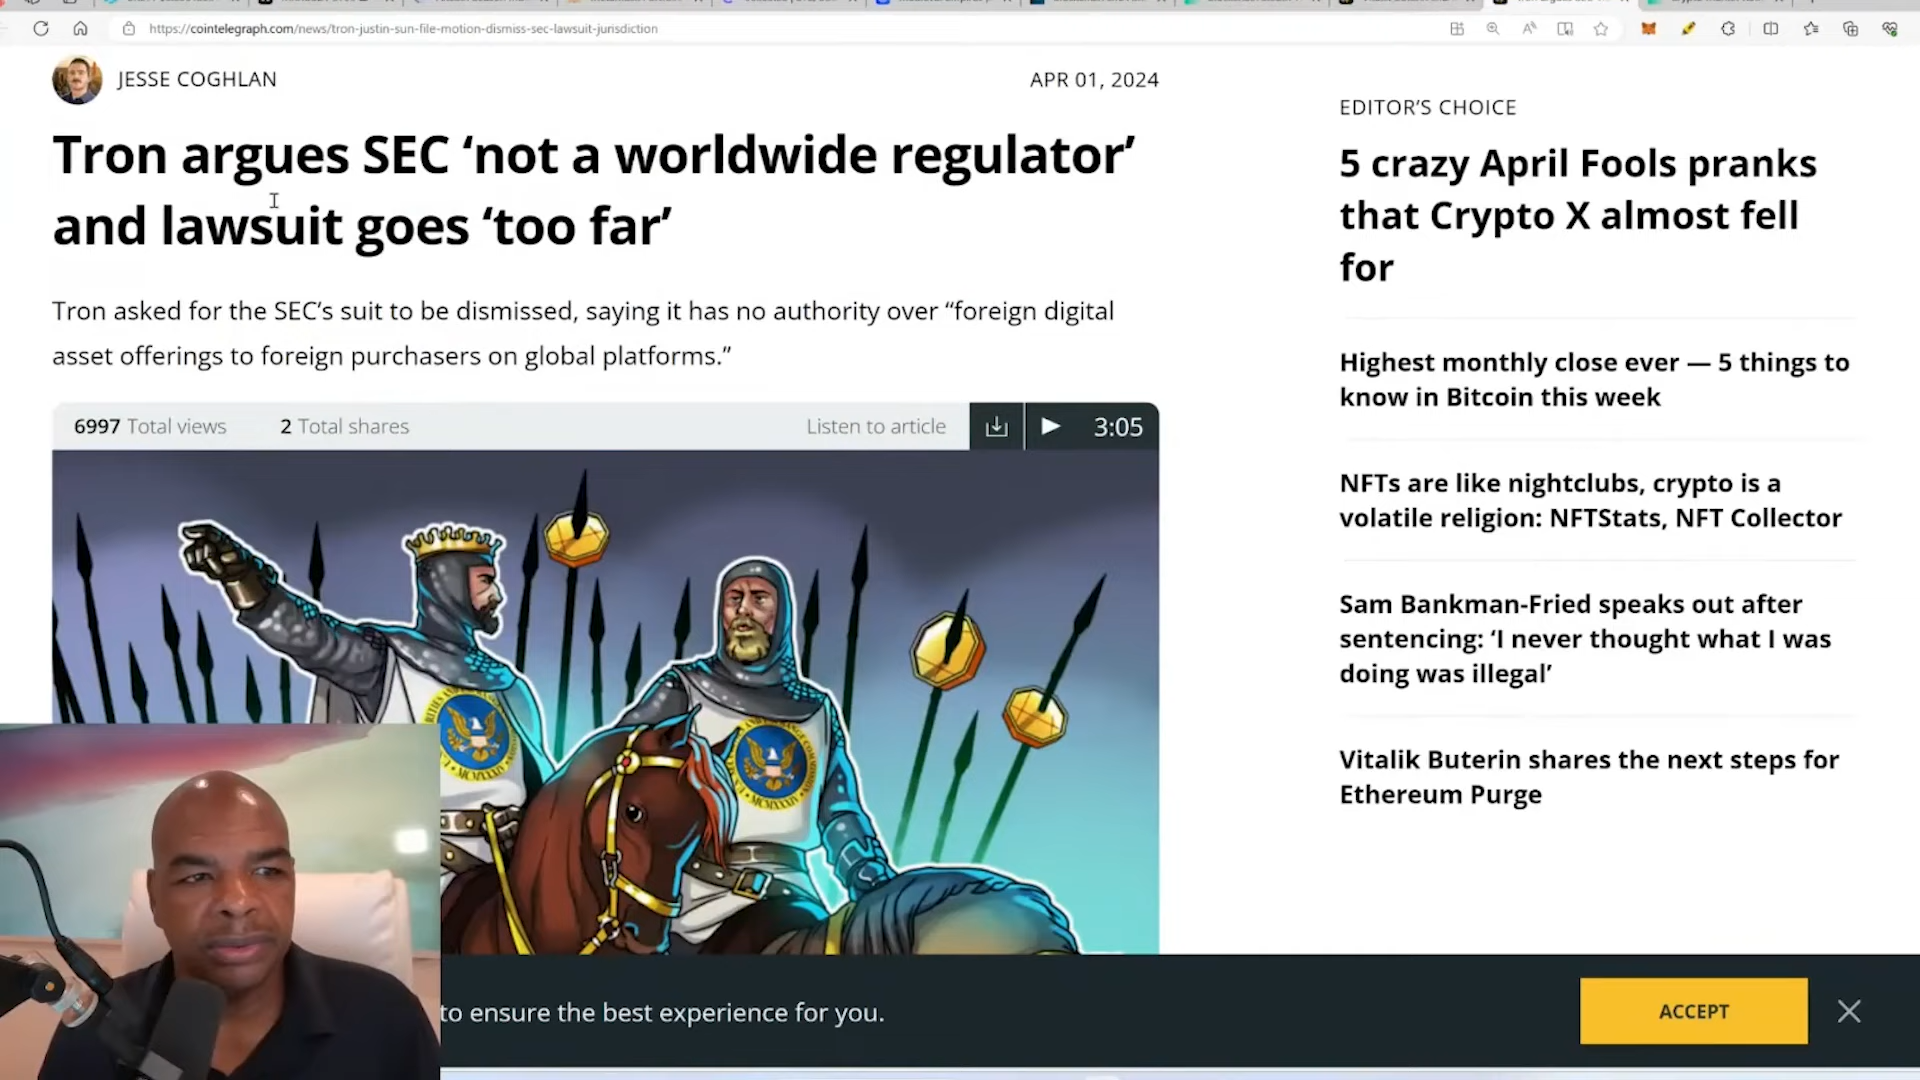 https://cointelegraph.com/news/tron-justin-sun-file-motion-dismiss-sec-lawsuit-jurisdiction
JESSE COGHLAN
APR 01, 2024
Tron argues SEC ‘not a worldwide regulator’
and lawsuit goes ‘too far’
Tron asked for the SEC’s suit to be dismissed, saying it has no authority over “foreign digital
asset offerings to foreign purchasers on global platforms.”
6997 Total views
2 Total shares
Listen to article
3:05
EDITOR’S CHOICE
5 crazy April Fools pranks
that Crypto X almost fell
for
Highest monthly close ever — 5 things to
know in Bitcoin this week
NFTs are like nightclubs, crypto is a
volatile religion: NFTStats, NFT Collector
Sam Bankman-Fried speaks out after
sentencing: ‘I never thought what I was
doing was illegal’
Vitalik Buterin shares the next steps for
Ethereum Purge
to ensure the best experience for you.
ACCEPT